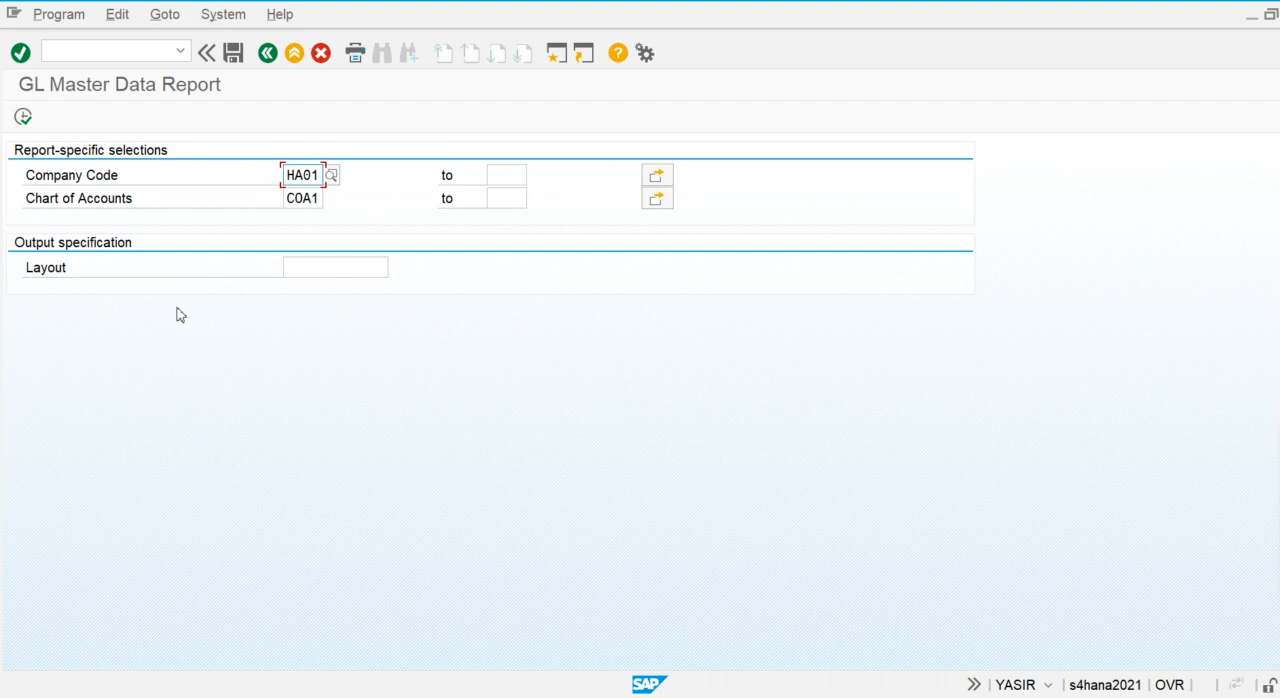 Program Edit Goto System Help
GL Master Data Report
Report-specific selections
Company Code HA01 to
Chart of Accounts COA1 to
Output specification
Layout
SAP YASIR s4hana2021 OVR